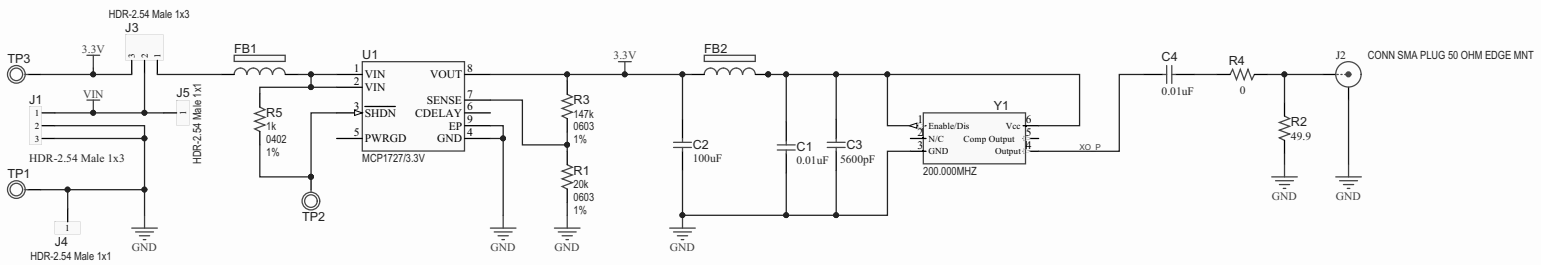 HDR-2.54 Male 1x3
J3
TP3
3.3V
3
2
1
FB1
U1
1
VIN
VOUT
8
2
VIN
SENSE
7
3
SHDN
CDELAY
6
EP
9
5
PWRGD
GND
4
MCP1727/3.3V
J1
VIN
1
2
3
HDR-2.54 Male 1x3
J5
1
HDR-2.54 Male 1x1
R5
1k
0402
1%
TP1
TP2
J4
1
HDR-2.54 Male 1x1
GND
GND
R3
147k
0603
1%
R1
20k
0603
1%
GND
3.3V
FB2
C2
100uF
GND
C1
0.01uF
C3
5600pF
Y1
1
Enable/Dis
Vcc
6
2
N/C
Comp Output
5
3
GND
Output
4
200.000MHZ
XO_P
C4
0.01uF
R4
0
R2
49.9
GND
J2
CONN SMA PLUG 50 OHM EDGE MNT
GND